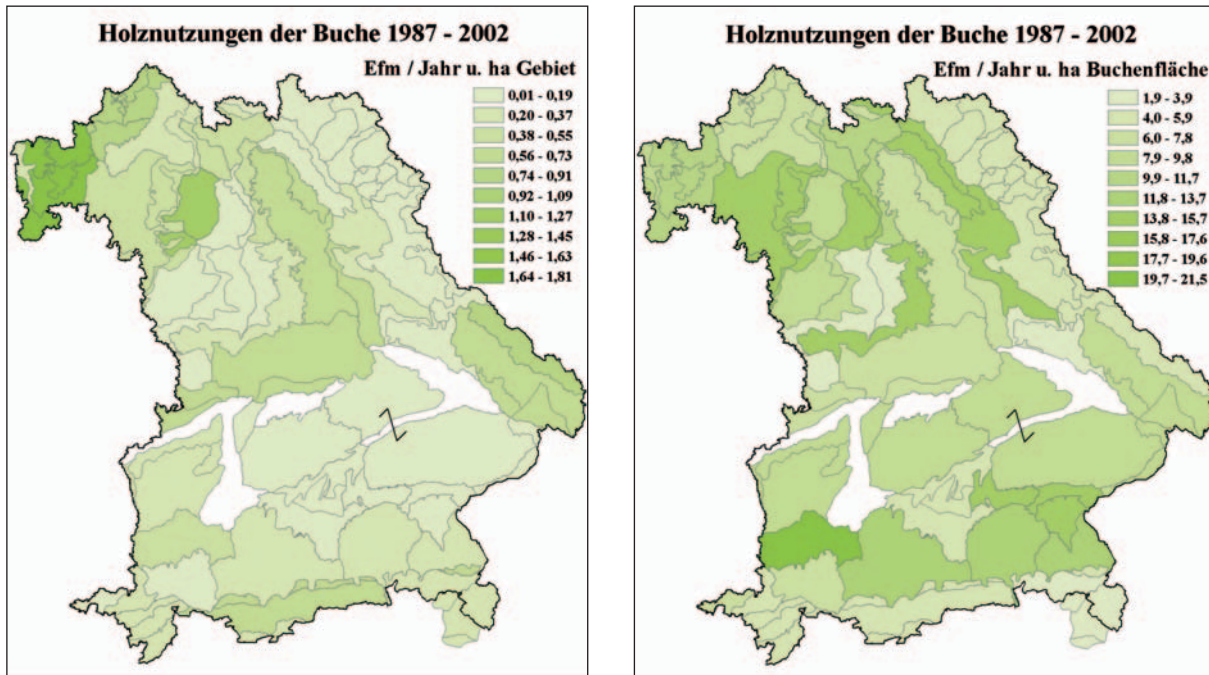 Holznutzungen der Buche 1987 - 2002
Efm / Jahr u. ha Gebiet
0,01 - 0,19
0,20 - 0,37
0,38 - 0,55
0,56 - 0,73
0,74 - 0,91
0,92 - 1,09
1,10 - 1,27
1,28 - 1,45
1,46 - 1,63
1,64 - 1,81
Holznutzungen der Buche 1987 - 2002
Efm / Jahr u. ha Buchenfläche
1,9 - 3,9
4,0 - 5,9
6,0 - 7,8
7,9 - 9,8
9,9 - 11,7
11,8 - 13,7
13,8 - 15,7
15,8 - 17,6
17,7 - 19,6
19,7 - 21,5